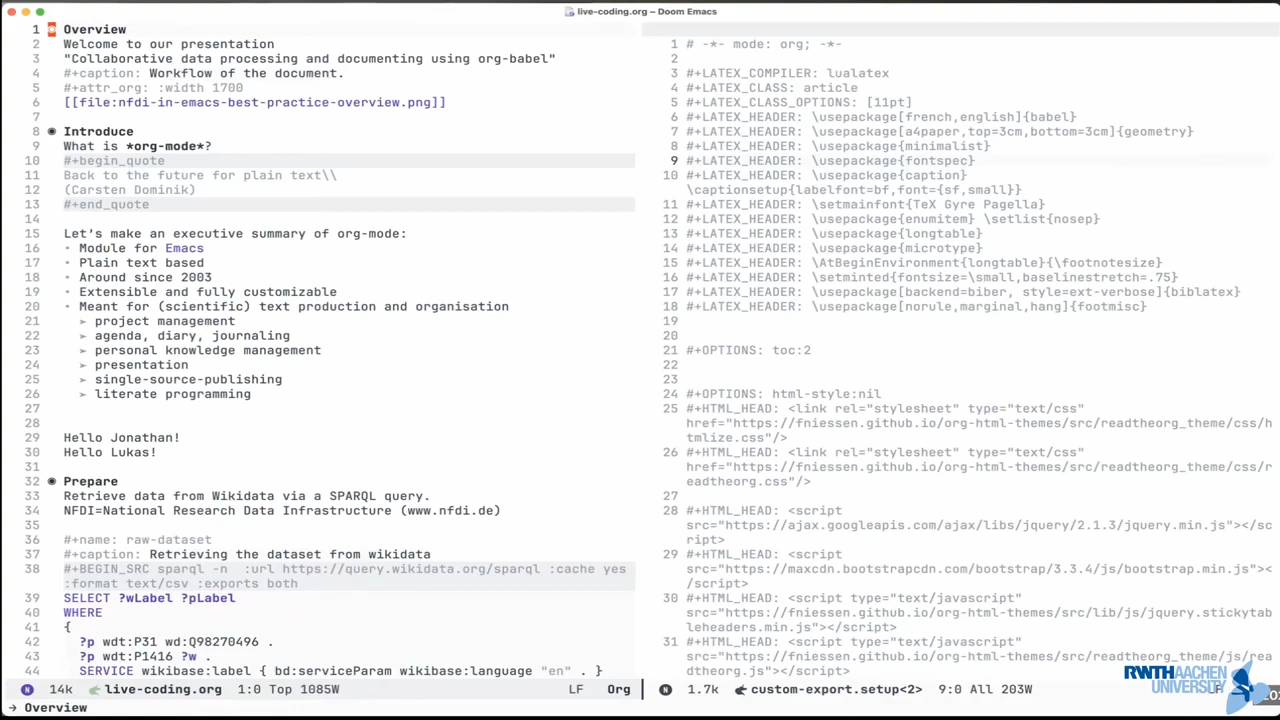 live-coding.org – Doom Emacs
1 Overview
2 Welcome to our presentation
3 "Collaborative data processing and documenting using org-babel"
4 #+caption: Workflow of the document.
5 #+attr_org: :width 1700
6 [[file:nfdi-in-emacs-best-practice-overview.png]]
7
8 ◉ Introduce
9 What is *org-mode*?
10 #+begin_quote
11 Back to the future for plain text\\
12 (Carsten Dominik)
13 #+end_quote
14
15 Let's make an executive summary of org-mode:
16 • Module for Emacs
17 • Plain text based
18 • Around since 2003
19 • Extensible and fully customizable
20 • Meant for (scientific) text production and organisation
21 ➢ project management
22 ➢ agenda, diary, journaling
23 ➢ personal knowledge management
24 ➢ presentation
25 ➢ single-source-publishing
26 ➢ literate programming
27
28
29 Hello Jonathan!
30 Hello Lukas!
31
32 ◉ Prepare
33 Retrieve data from Wikidata via a SPARQL query.
34 NFDI=National Research Data Infrastructure (www.nfdi.de)
35
36 #+name: raw-dataset
37 #+caption: Retrieving the dataset from wikidata
38 #+BEGIN_SRC sparql -n  :url https://query.wikidata.org/sparql :cache yes
:format text/csv :exports both
39 SELECT ?wLabel ?pLabel
40 WHERE
41 {
42 ?p wdt:P31 wd:Q98270496 .
43 ?p wdt:P1416 ?w .
44 SERVICE wikibase:label { bd:serviceParam wikibase:language "en" . }
N 14k live-coding.org 1:0 Top 1085W LF Org
→ Overview
1 # -*- mode: org; -*-
2
3 #+LATEX_COMPILER: lualatex
4 #+LATEX_CLASS: article
5 #+LATEX_CLASS_OPTIONS: [11pt]
6 #+LATEX_HEADER: \usepackage[french,english]{babel}
7 #+LATEX_HEADER: \usepackage[a4paper,top=3cm,bottom=3cm]{geometry}
8 #+LATEX_HEADER: \usepackage{minimalist}
9 #+LATEX_HEADER: \usepackage{fontspec}
10 #+LATEX_HEADER: \usepackage{caption}
\captionsetup{labelfont=bf,font={sf,small}}
11 #+LATEX_HEADER: \setmainfont{TeX Gyre Pagella}
12 #+LATEX_HEADER: \usepackage{enumitem} \setlist{nosep}
13 #+LATEX_HEADER: \usepackage{longtable}
14 #+LATEX_HEADER: \usepackage{microtype}
15 #+LATEX_HEADER: \AtBeginEnvironment{longtable}{\footnotesize}
16 #+LATEX_HEADER: \setminted{fontsize=\small,baselinestretch=.75}
17 #+LATEX_HEADER: \usepackage[backend=biber, style=ext-verbose]{biblatex}
18 #+LATEX_HEADER: \usepackage[norule,marginal,hang]{footmisc}
19
20
21 #+OPTIONS: toc:2
22
23
24 #+OPTIONS: html-style:nil
25 #+HTML_HEAD: <link rel="stylesheet" type="text/css"
href="https://fniessen.github.io/org-html-themes/src/readtheorg_theme/css/h
tmlize.css"/>
26 #+HTML_HEAD: <link rel="stylesheet" type="text/css"
href="https://fniessen.github.io/org-html-themes/src/readtheorg_theme/css/r
eadtheorg.css"/>
27
28 #+HTML_HEAD: <script
src="https://ajax.googleapis.com/ajax/libs/jquery/2.1.3/jquery.min.js"></sc
ript>
29 #+HTML_HEAD: <script
src="https://maxcdn.bootstrapcdn.com/bootstrap/3.3.4/js/bootstrap.min.js"><
/script>
30 #+HTML_HEAD: <script type="text/javascript"
src="https://fniessen.github.io/org-html-themes/src/lib/js/jquery.stickytab
leheaders.min.js"></script>
31 #+HTML_HEAD: <script type="text/javascript"
src="https://fniessen.github.io/org-html-themes/src/readtheorg_theme/js/rea
dtheorg.js"></script>
N 1.7k custom-export.setup<2> 9:0 All 203W
RWTH AACHEN
UNIVERSITY